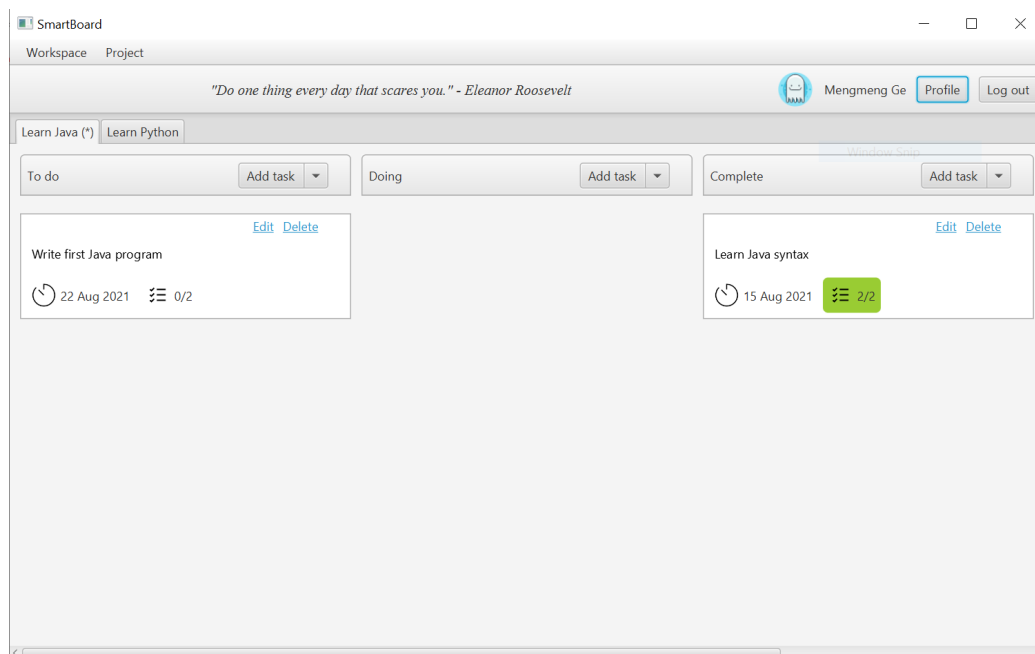 SmartBoard
Workspace Project
"Do one thing every day that scares you." - Eleanor Roosevelt
Mengmeng Ge Profile Log out
Learn Java (*) Learn Python
Window Snip
To do Add task Doing Add task Complete Add task
Edit Delete
Write first Java program
22 Aug 2021 0/2
Edit Delete
Learn Java syntax
15 Aug 2021 2/2